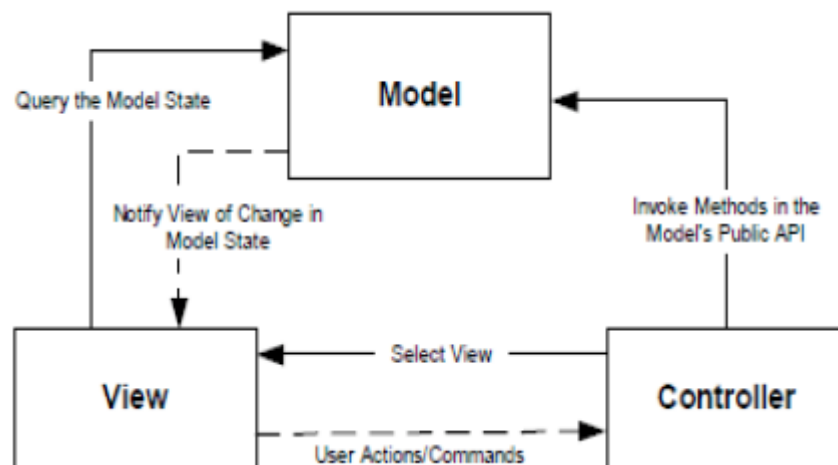 Model
Query the Model State
Notify View of Change in
Model State
Invoke Methods in the
Model's Public API
Select View
View
Controller
User Actions/Commands